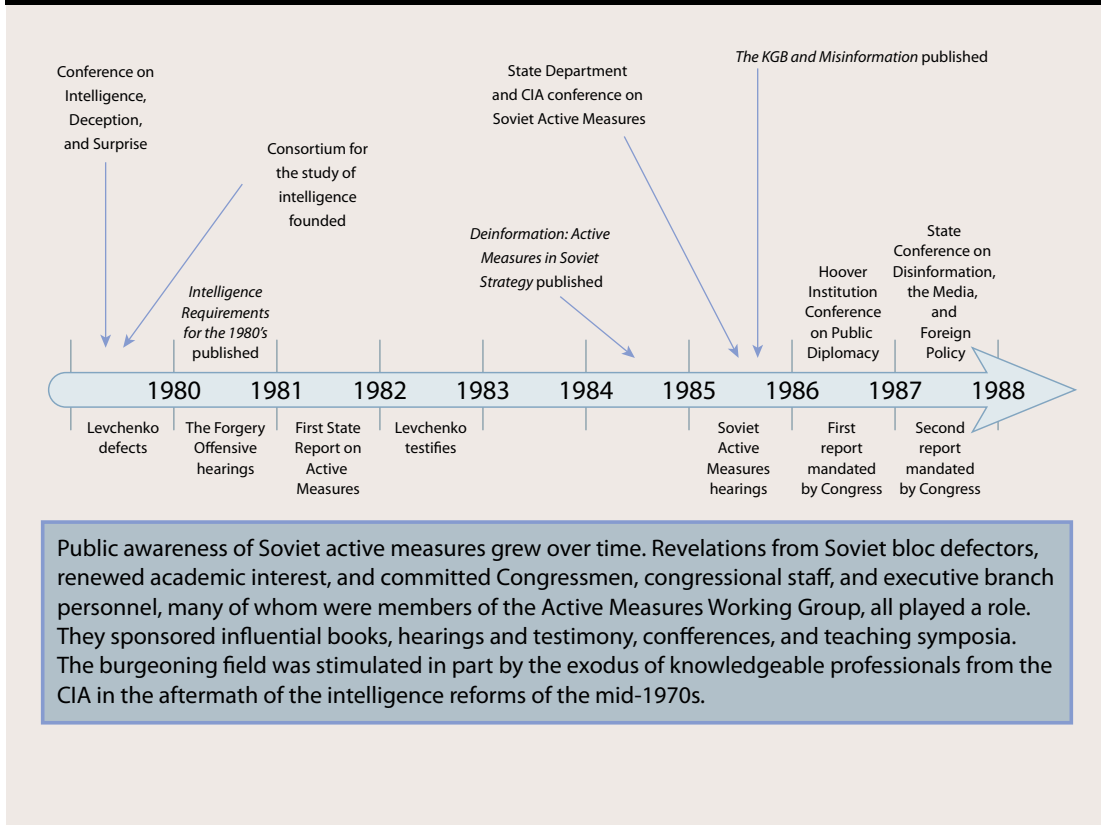 Conference on
Intelligence,
Deception,
and Surprise
Consortium for
the study of
intelligence
founded
Intelligence
Requirements
for the 1980's
published
State Department
and CIA conference on
Soviet Active Measures
The KGB and Misinformation published
Deinformation: Active
Measures in Soviet
Strategy published
Hoover
Institution
Conference
on Public
Diplomacy
State
Conference on
Disinformation,
the Media,
and
Foreign
Policy
1980 1981 1982 1983 1984 1985 1986 1987 1988
Levchenko
defects
The Forgery
Offensive
hearings
First State
Report on
Active
Measures
Levchenko
testifies
Soviet
Active
Measures
hearings
First
report
mandated
by Congress
Second
report
mandated
by Congress
Public awareness of Soviet active measures grew over time. Revelations from Soviet bloc defectors,
renewed academic interest, and committed Congressmen, congressional staff, and executive branch
personnel, many of whom were members of the Active Measures Working Group, all played a role.
They sponsored influential books, hearings and testimony, confferences, and teaching symposia.
The burgeoning field was stimulated in part by the exodus of knowledgeable professionals from the
CIA in the aftermath of the intelligence reforms of the mid-1970s.